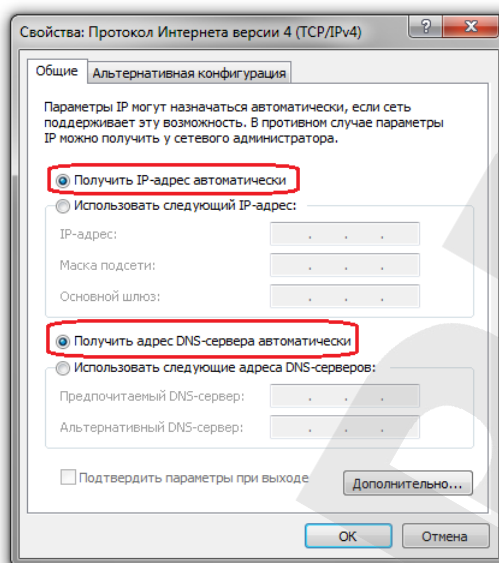 Свойства: Протокол Интернета версии 4 (TCP/IPv4)
Общие
Альтернативная конфигурация
Параметры IP могут назначаться автоматически, если сеть
поддерживает эту возможность. В противном случае параметры
IP можно получить у сетевого администратора.
Получить IP-адрес автоматически
Использовать следующий IP-адрес:
IP-адрес:
Маска подсети:
Основной шлюз:
Получить адрес DNS-сервера автоматически
Использовать следующие адреса DNS-серверов:
Предпочитаемый DNS-сервер:
Альтернативный DNS-сервер:
Подтвердить параметры при выходе
Дополнительно...
OK
Отмена